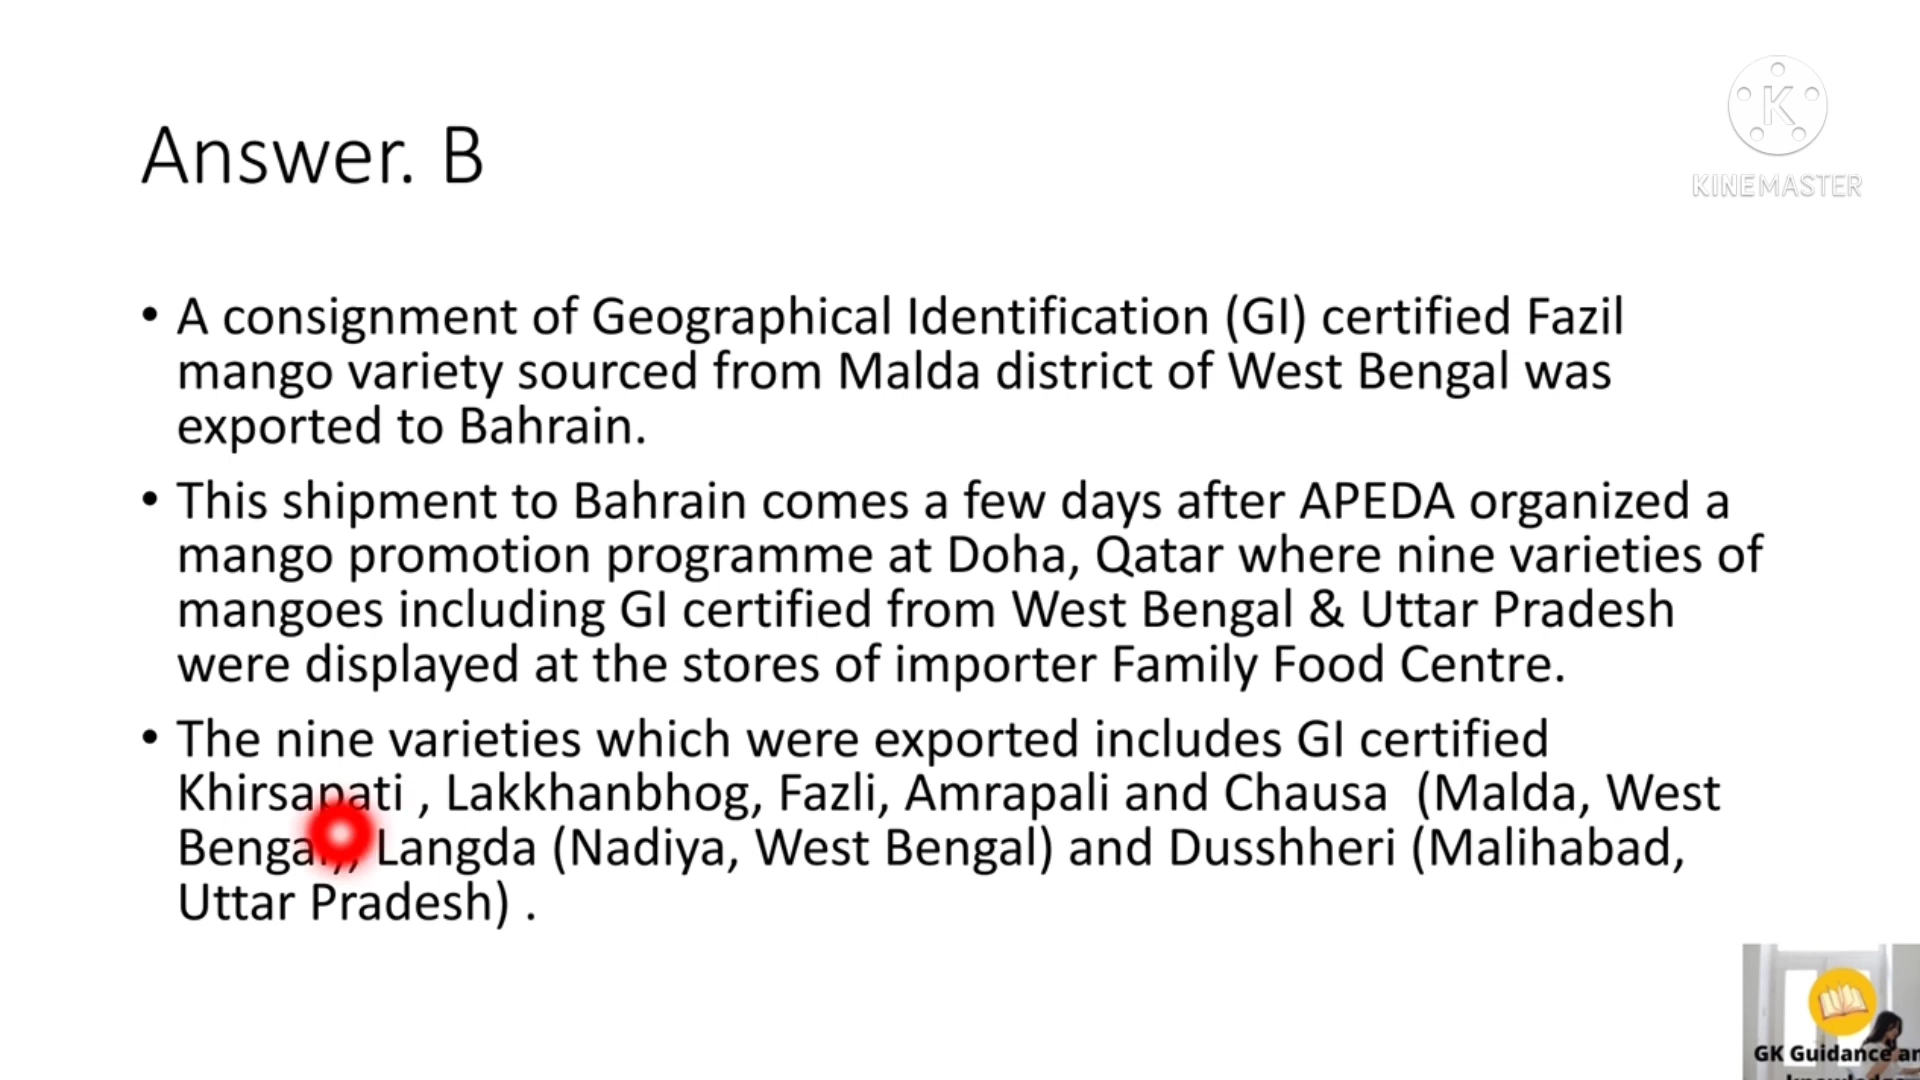 Answer. B
K
KINEMASTER
• A consignment of Geographical Identification (GI) certified Fazil
mango variety sourced from Malda district of West Bengal was
exported to Bahrain.
• This shipment to Bahrain comes a few days after APEDA organized a
mango promotion programme at Doha, Qatar where nine varieties of
mangoes including GI certified from West Bengal & Uttar Pradesh
were displayed at the stores of importer Family Food Centre.
• The nine varieties which were exported includes GI certified
Khirsapati , Lakkhanbhog, Fazli, Amrapali and Chausa (Malda, West
Bengal), Langda (Nadiya, West Bengal) and Dusshheri (Malihabad,
Uttar Pradesh) .
GK Guidance